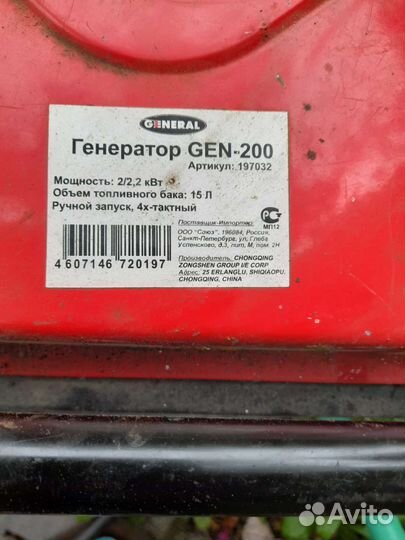 GENERAL
Генератор GEN-200
Артикул: 197032
Мощность: 2/2,2 кВт
Объем топливного бака: 15 Л
Ручной запуск, 4х-тактный
Поставщик-Импортер:
ООО "Союз", 196084, Россия,
Санкт-Петербург, ул. Глеба
Успенского, д.3, лит. М, пом. 2Н
РСТ
МП12
Производитель: CHONGQING
ZONGSHEN GROUP I/E CORP
Адрес: 25 ERLANGLU, SHIQIAOPU,
CHONGQING, CHINA
4 607146 720197
Avito